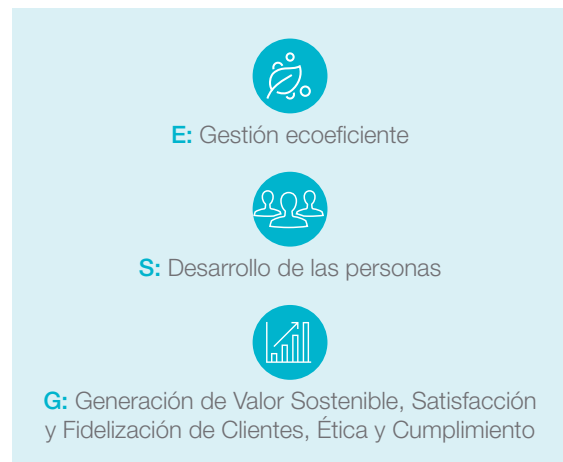 E: Gestión ecoeficiente
S: Desarrollo de las personas
G: Generación de Valor Sostenible, Satisfacción
y Fidelización de Clientes, Ética y Cumplimiento